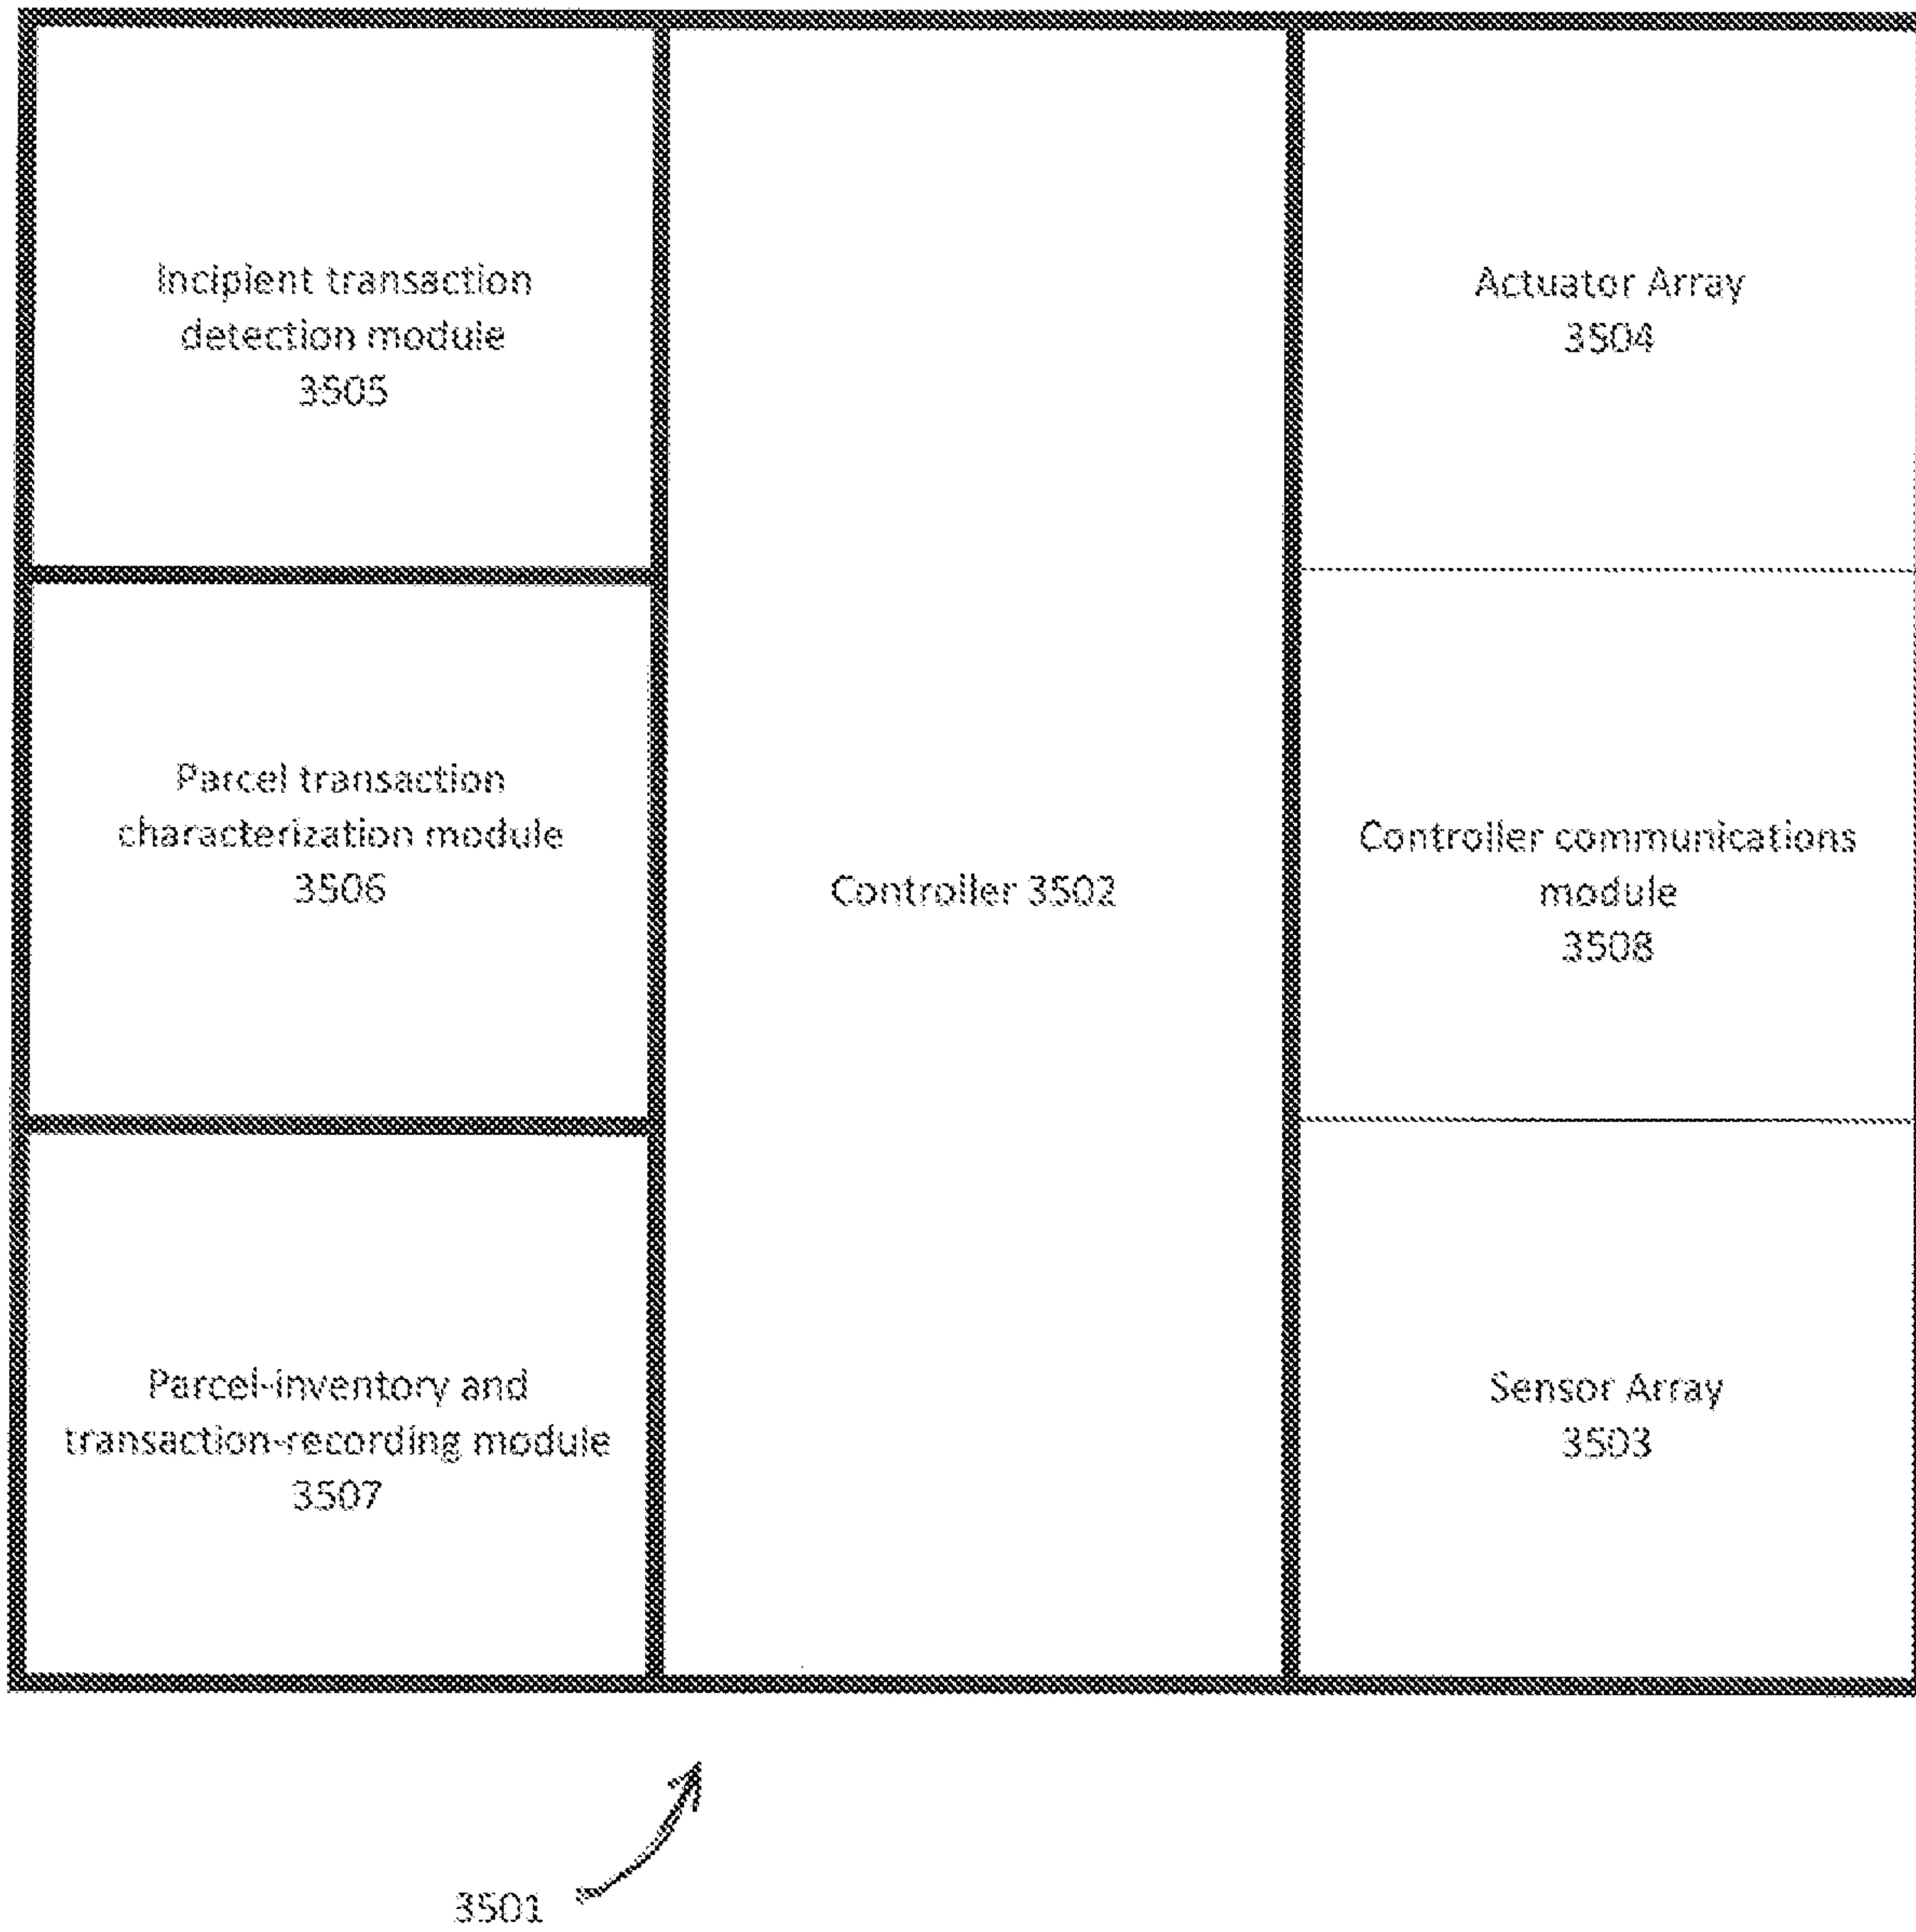 Incipient transaction
detection module
3505
Parcel transaction
characterization module
3506
Parcel-inventory and
transaction-recording module
3507
Controller 3502
Actuator Array
3504
Controller communications
module
3508
Sensor Array
3503
3501